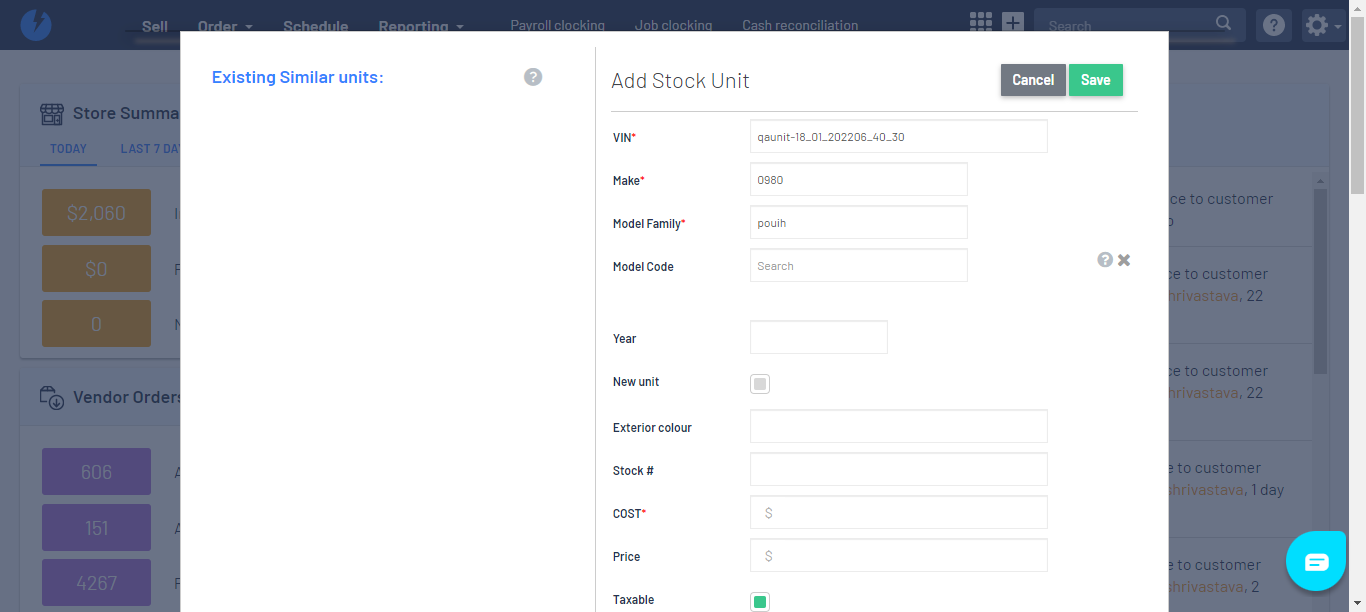 Sell Order Schedule Reporting Payroll clocking Job clocking Cash reconciliation Search ?
Existing Similar units: ?
Add Stock Unit Cancel Save
Store Summa
TODAY LAST 7 DA
$2,060
$0
0
Vendor Orders
606
151
4267
VIN* qaunit-18_01_202206_40_30
Make* 0980
Model Family* pouih
Model Code Search ?
Year
New unit
Exterior colour
Stock #
COST* $
Price $
Taxable
ce to customer
ce to customer
hrivastava, 22
ce to customer
hrivastava, 22
e to customer
shrivastava, 1 day
e to customer
shrivastava, 2